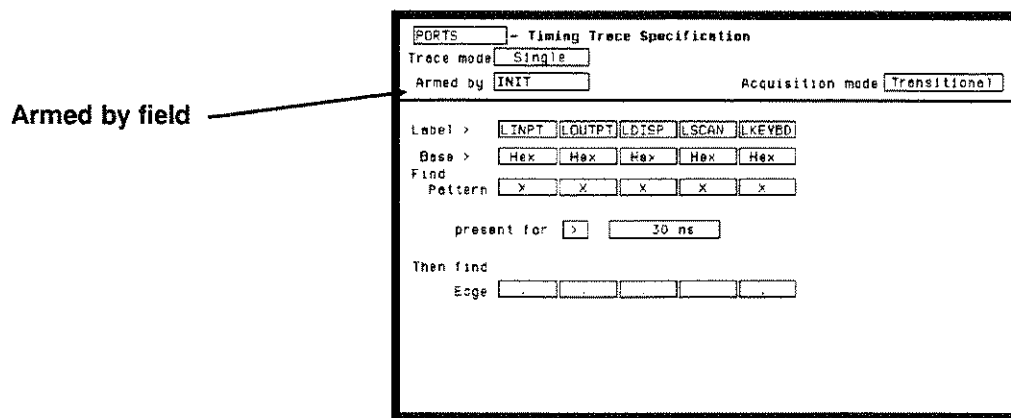 PORTS - Timing Trace Specification
Trace mode Single
Armed by INIT Acquisition mode Transitional
Armed by field
Label > LINPT LOUTPT LDISP LSCAN LKEYBD
Base > Hex Hex Hex Hex Hex
Find
Pattern X X X X X
present for > 30 ns
Then find
Edge . . . .